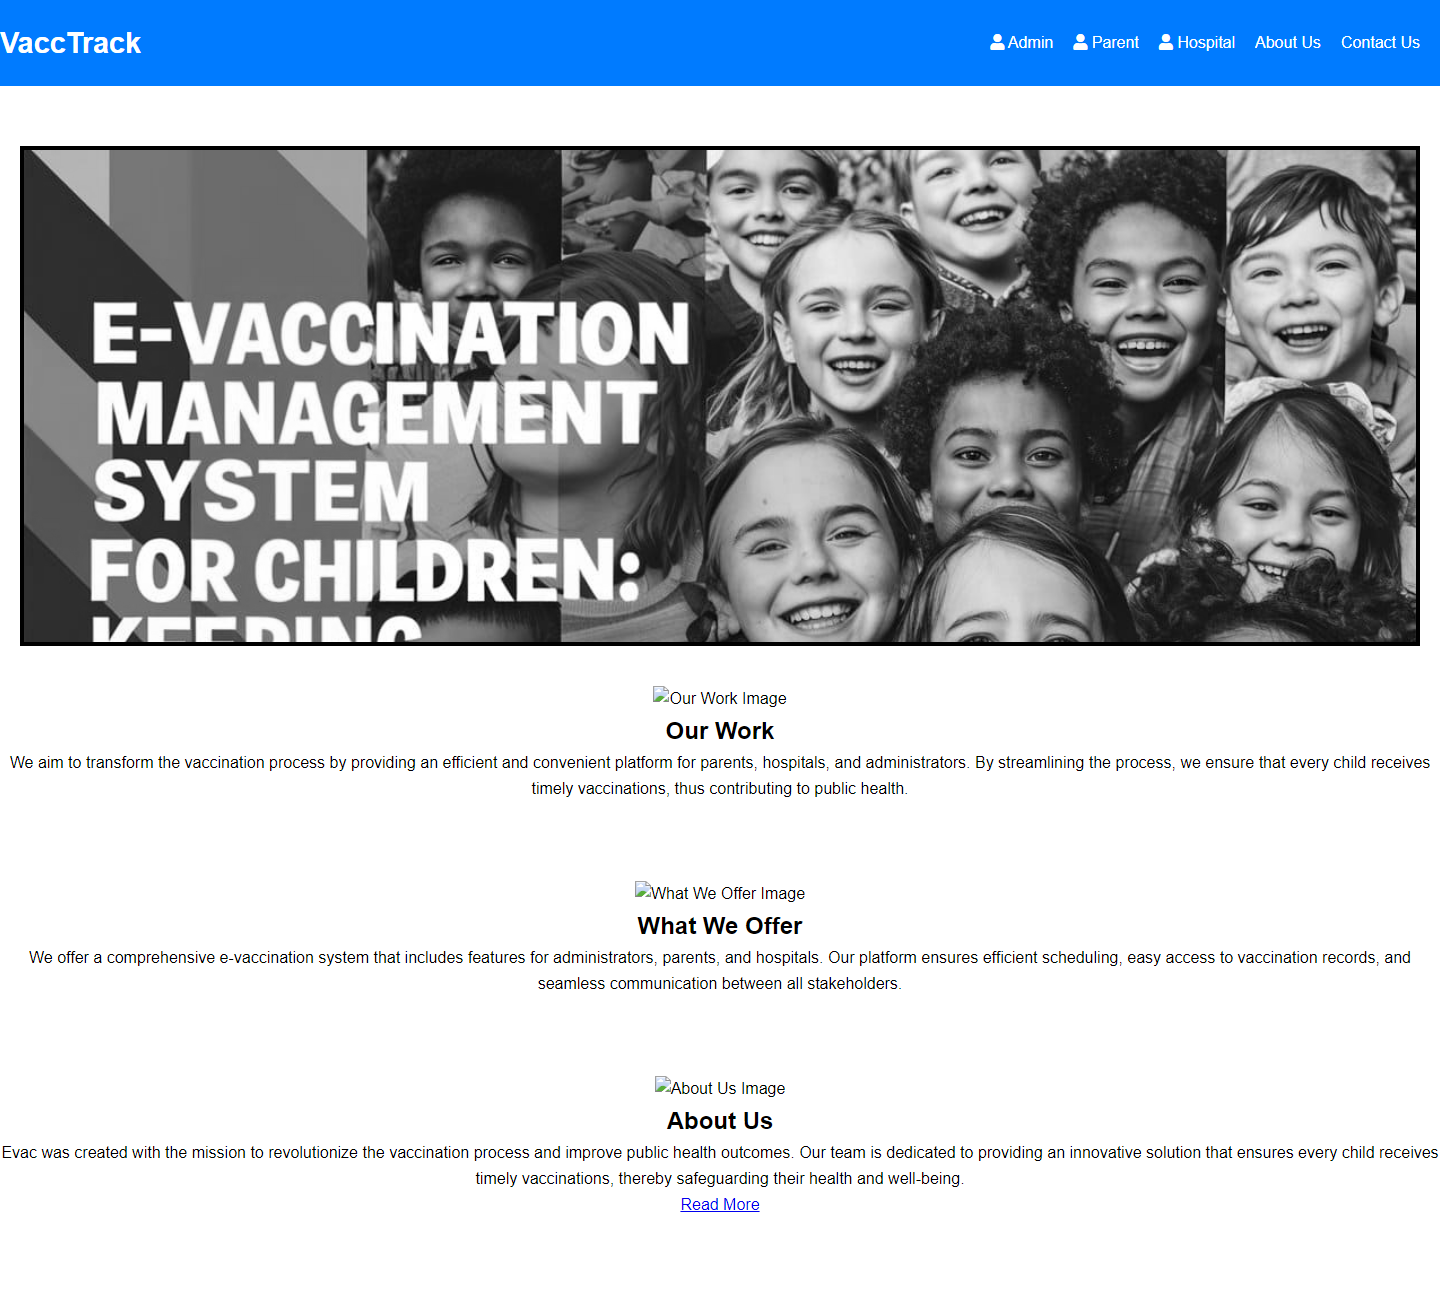 VaccTrack
Admin Parent Hospital About Us Contact Us
E-VACCINATION
MANAGEMENT
SYSTEM
FOR CHILDREN:
KEEPING
Our Work Image
Our Work
We aim to transform the vaccination process by providing an efficient and convenient platform for parents, hospitals, and administrators. By streamlining the process, we ensure that every child receives
timely vaccinations, thus contributing to public health.
What We Offer Image
What We Offer
We offer a comprehensive e-vaccination system that includes features for administrators, parents, and hospitals. Our platform ensures efficient scheduling, easy access to vaccination records, and
seamless communication between all stakeholders.
About Us Image
About Us
Evac was created with the mission to revolutionize the vaccination process and improve public health outcomes. Our team is dedicated to providing an innovative solution that ensures every child receives
timely vaccinations, thereby safeguarding their health and well-being.
Read More